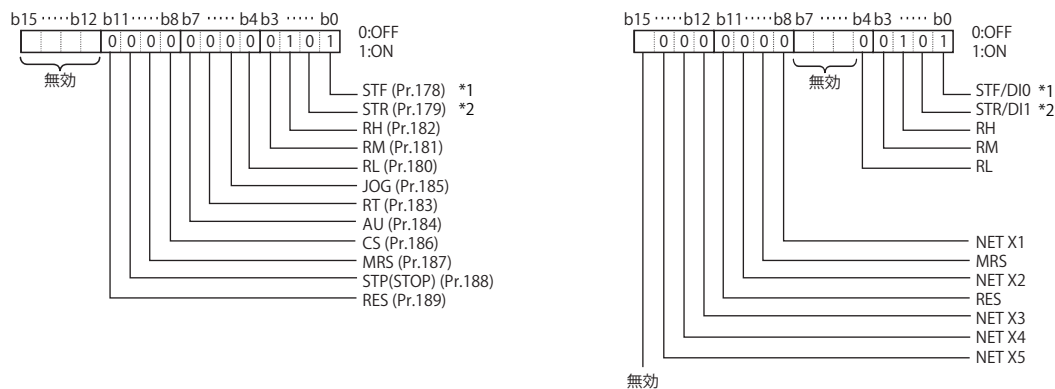 b15 ····· b12 b11 ····· b8 b7 ····· b4 b3 ····· b0
0 0 0 0 0 0 0 0 0 1 0 1
0:OFF
1:ON
無効
STF (Pr.178) *1
STR (Pr.179) *2
RH (Pr.182)
RM (Pr.181)
RL (Pr.180)
JOG (Pr.185)
RT (Pr.183)
AU (Pr.184)
CS (Pr.186)
MRS (Pr.187)
STP(STOP) (Pr.188)
RES (Pr.189)
b15 ····· b12 b11 ····· b8 b7 ····· b4 b3 ····· b0
0 0 0 0 0 0 0 0 0 1 0 1
0:OFF
1:ON
無効
STF/DI0 *1
STR/DI1 *2
RH
RM
RL
NET X1
MRS
NET X2
RES
NET X3
NET X4
NET X5
無効